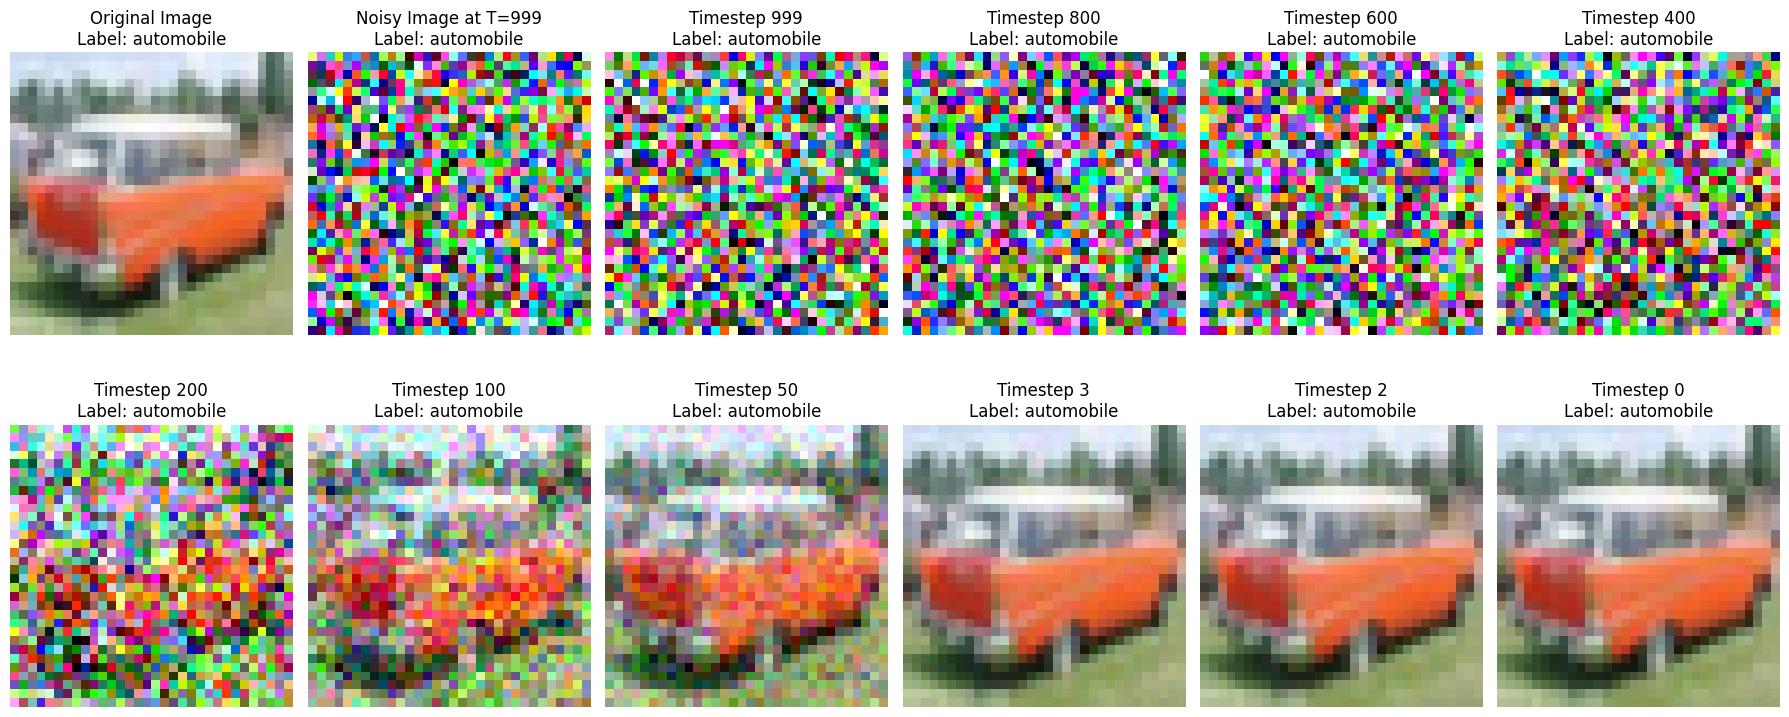 Original Image
Label: automobile
Noisy Image at T=999
Label: automobile
Timestep 999
Label: automobile
Timestep 800
Label: automobile
Timestep 600
Label: automobile
Timestep 400
Label: automobile
Timestep 200
Label: automobile
Timestep 100
Label: automobile
Timestep 50
Label: automobile
Timestep 3
Label: automobile
Timestep 2
Label: automobile
Timestep 0
Label: automobile